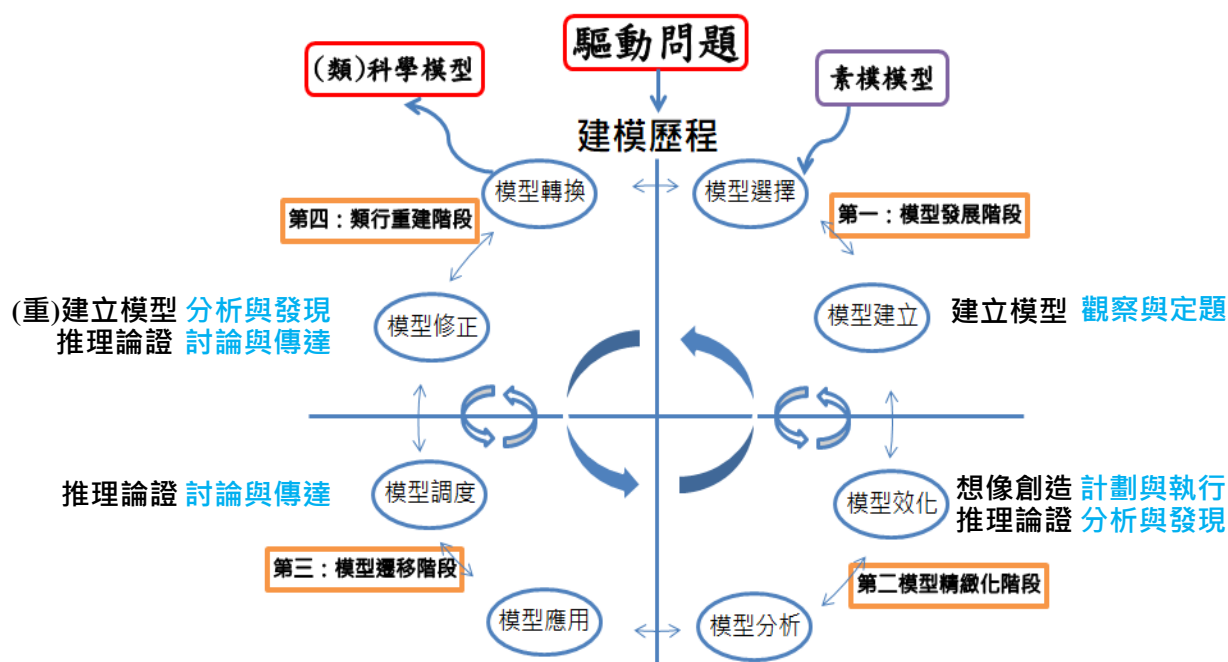 驅動問題
(類)科學模型
素樸模型
建模歷程
模型轉換
模型選擇
第四：類行重建階段
第一：模型發展階段
(重)建立模型 分析與發現
推理論證 討論與傳達
模型修正
模型建立
建立模型 觀察與定題
推理論證 討論與傳達
模型調度
模型效化
想像創造 計劃與執行
推理論證 分析與發現
第三：模型遷移階段
第二模型精緻化階段
模型應用
模型分析